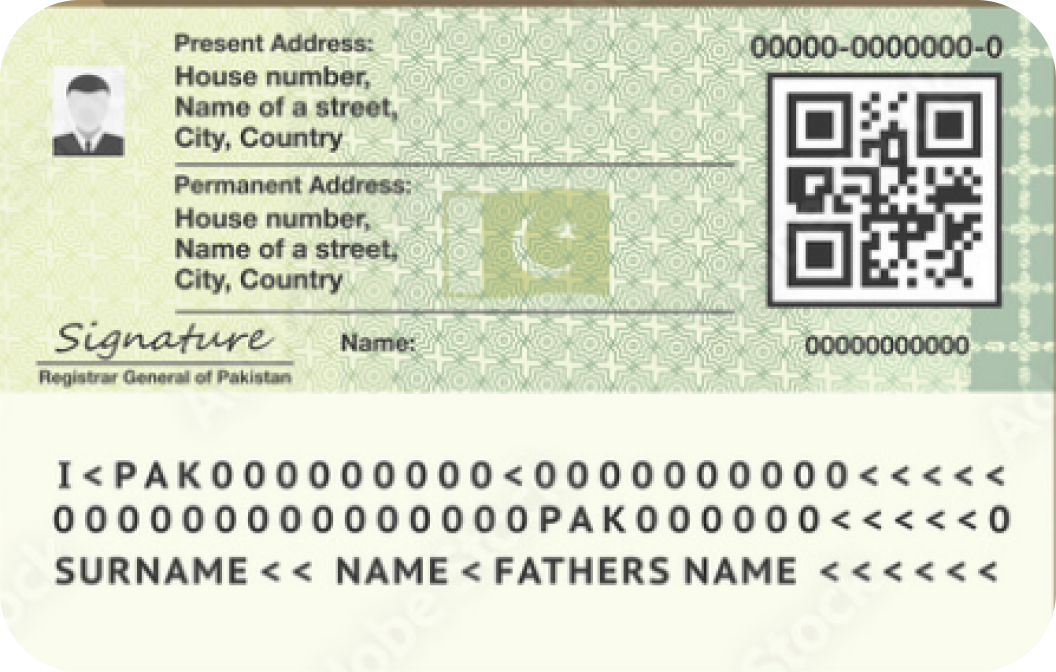 Present Address:
House number,
Name of a street,
City, Country
00000-0000000-0
Permanent Address:
House number,
Name of a street,
City, Country
Signature
Registrar General of Pakistan
Name:
00000000000
I<PAK000000000<00000000000<<<<<
000000000000000PAK000000<<<<<0
SURNAME<< NAME<FATHERS NAME <<<<<<